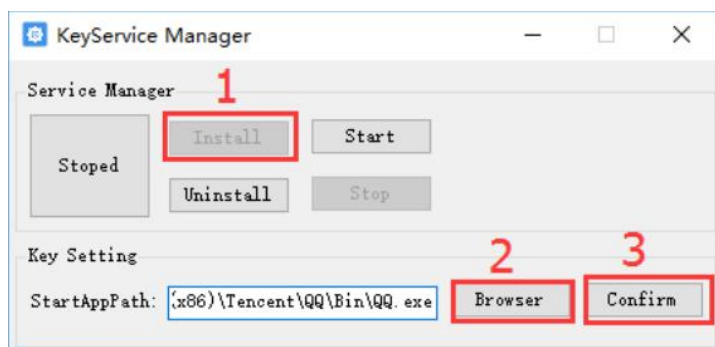 KeyService Manager
Service Manager
1
Stoped
Install
Start
Uninstall
Stop
Key Setting
2
3
StartAppPath: (x86)\Tencent\QQ\Bin\QQ.exe Browser Confirm